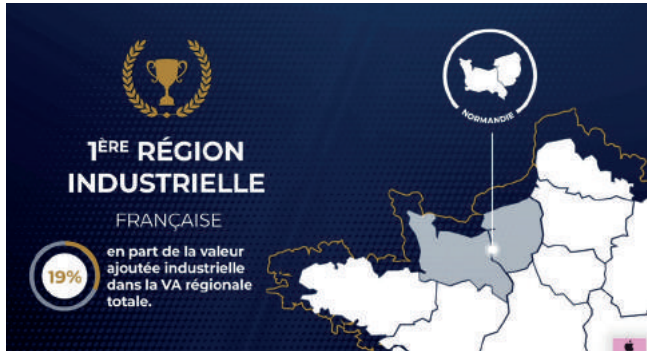 1ÈRE RÉGION
INDUSTRIELLE
FRANÇAISE
19%
en part de la valeur
ajoutée industrielle
dans la VA régionale
totale.
NORMANDIE